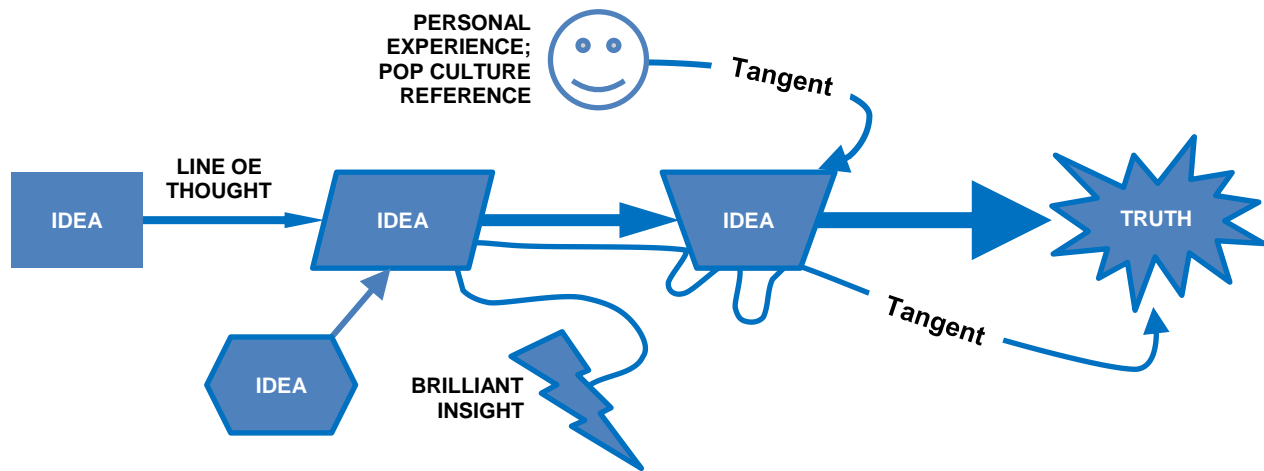 PERSONAL
EXPERIENCE;
POP CULTURE
REFERENCE
Tangent
LINE OE
THOUGHT
IDEA
IDEA
IDEA
TRUTH
Tangent
IDEA
BRILLIANT
INSIGHT